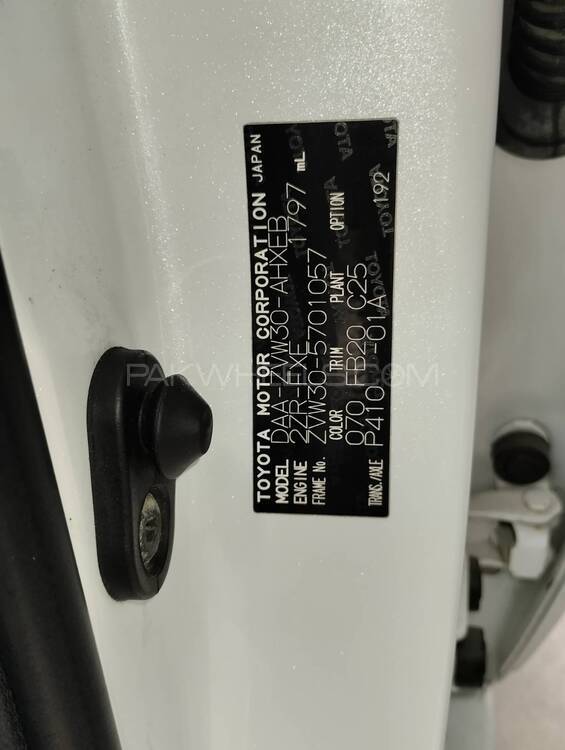 TOYOTA MOTOR CORPORATION JAPAN
MODEL DAA-ZVW30-AHXEB
ENGINE 2ZR-FXE 1797 mL
FRAME No. ZVW30-5701057
COLOR TRIM PLANT OPTION
070 FB20 C25 192
TRANS./AXLE P410 -01A
PAKWHEELS.COM